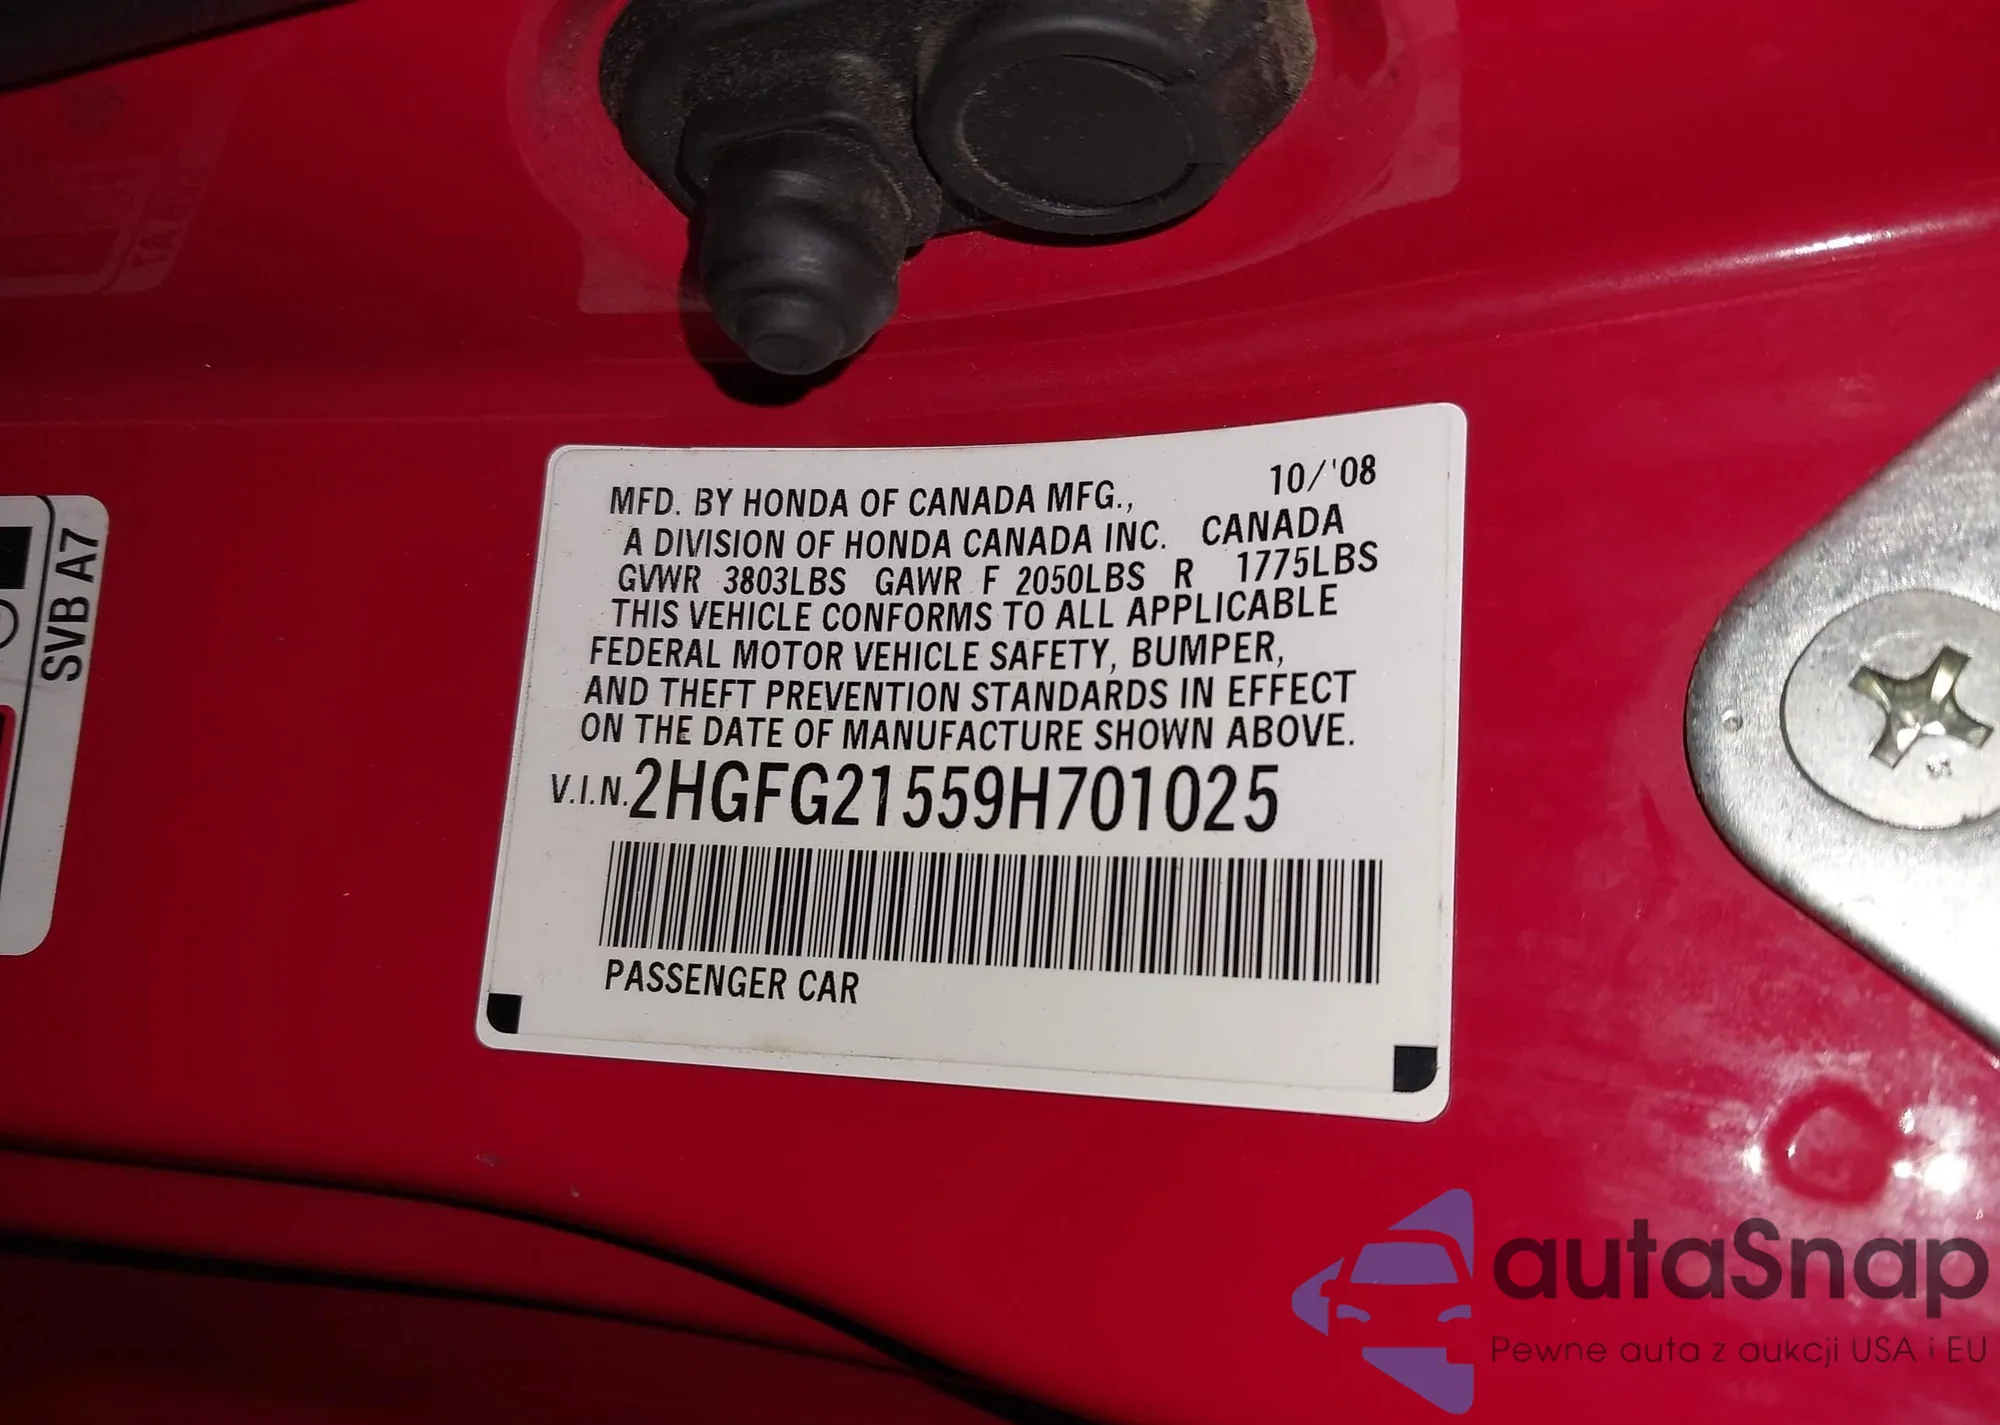 10/'08
MFD. BY HONDA OF CANADA MFG.,
A DIVISION OF HONDA CANADA INC. CANADA
GVWR 3803LBS GAWR F 2050LBS R 1775LBS
THIS VEHICLE CONFORMS TO ALL APPLICABLE
FEDERAL MOTOR VEHICLE SAFETY, BUMPER,
AND THEFT PREVENTION STANDARDS IN EFFECT
ON THE DATE OF MANUFACTURE SHOWN ABOVE.
V.I.N. 2HGFG21559H701025
PASSENGER CAR
SVB A7
autaSnap
Pewne auta z aukcji USA i EU